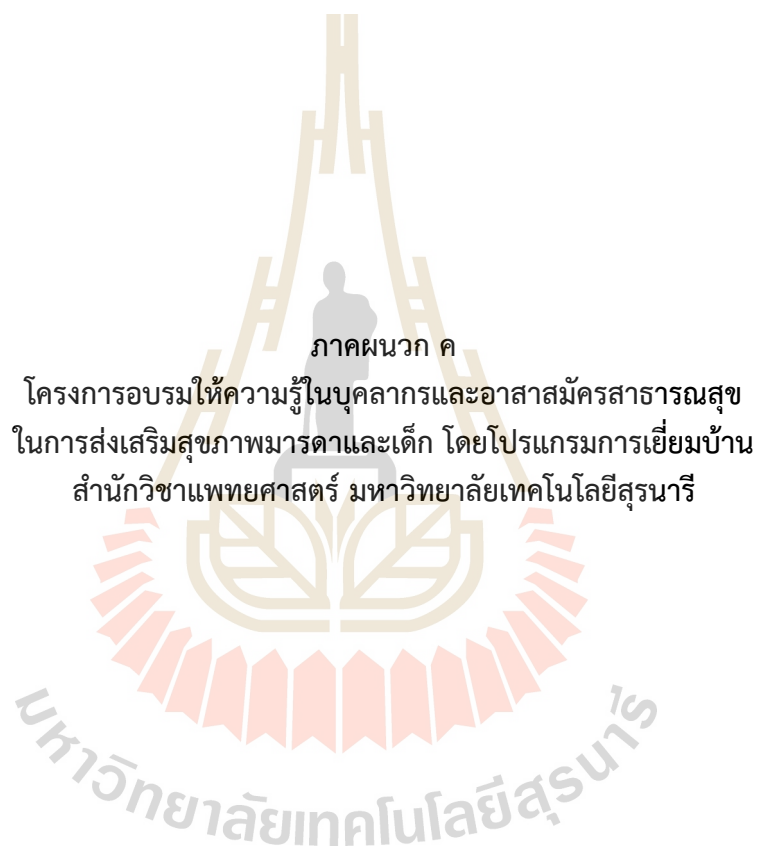 ภาคผนวก ค
โครงการอบรมให้ความรู้ในบุคลากรและอาสาสมัครสาธารณสุข
ในการส่งเสริมสุขภาพมารดาและเด็ก โดยโปรแกรมการเยี่ยมบ้าน
สำนักวิชาแพทยศาสตร์ มหาวิทยาลัยเทคโนโลยีสุรนารี
มหาวิทยาลัยเทคโนโลยีสุรนารี